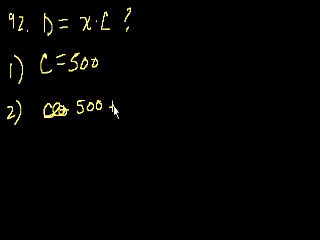 92. D = x · C ?
1) C = 500
2) 500 +